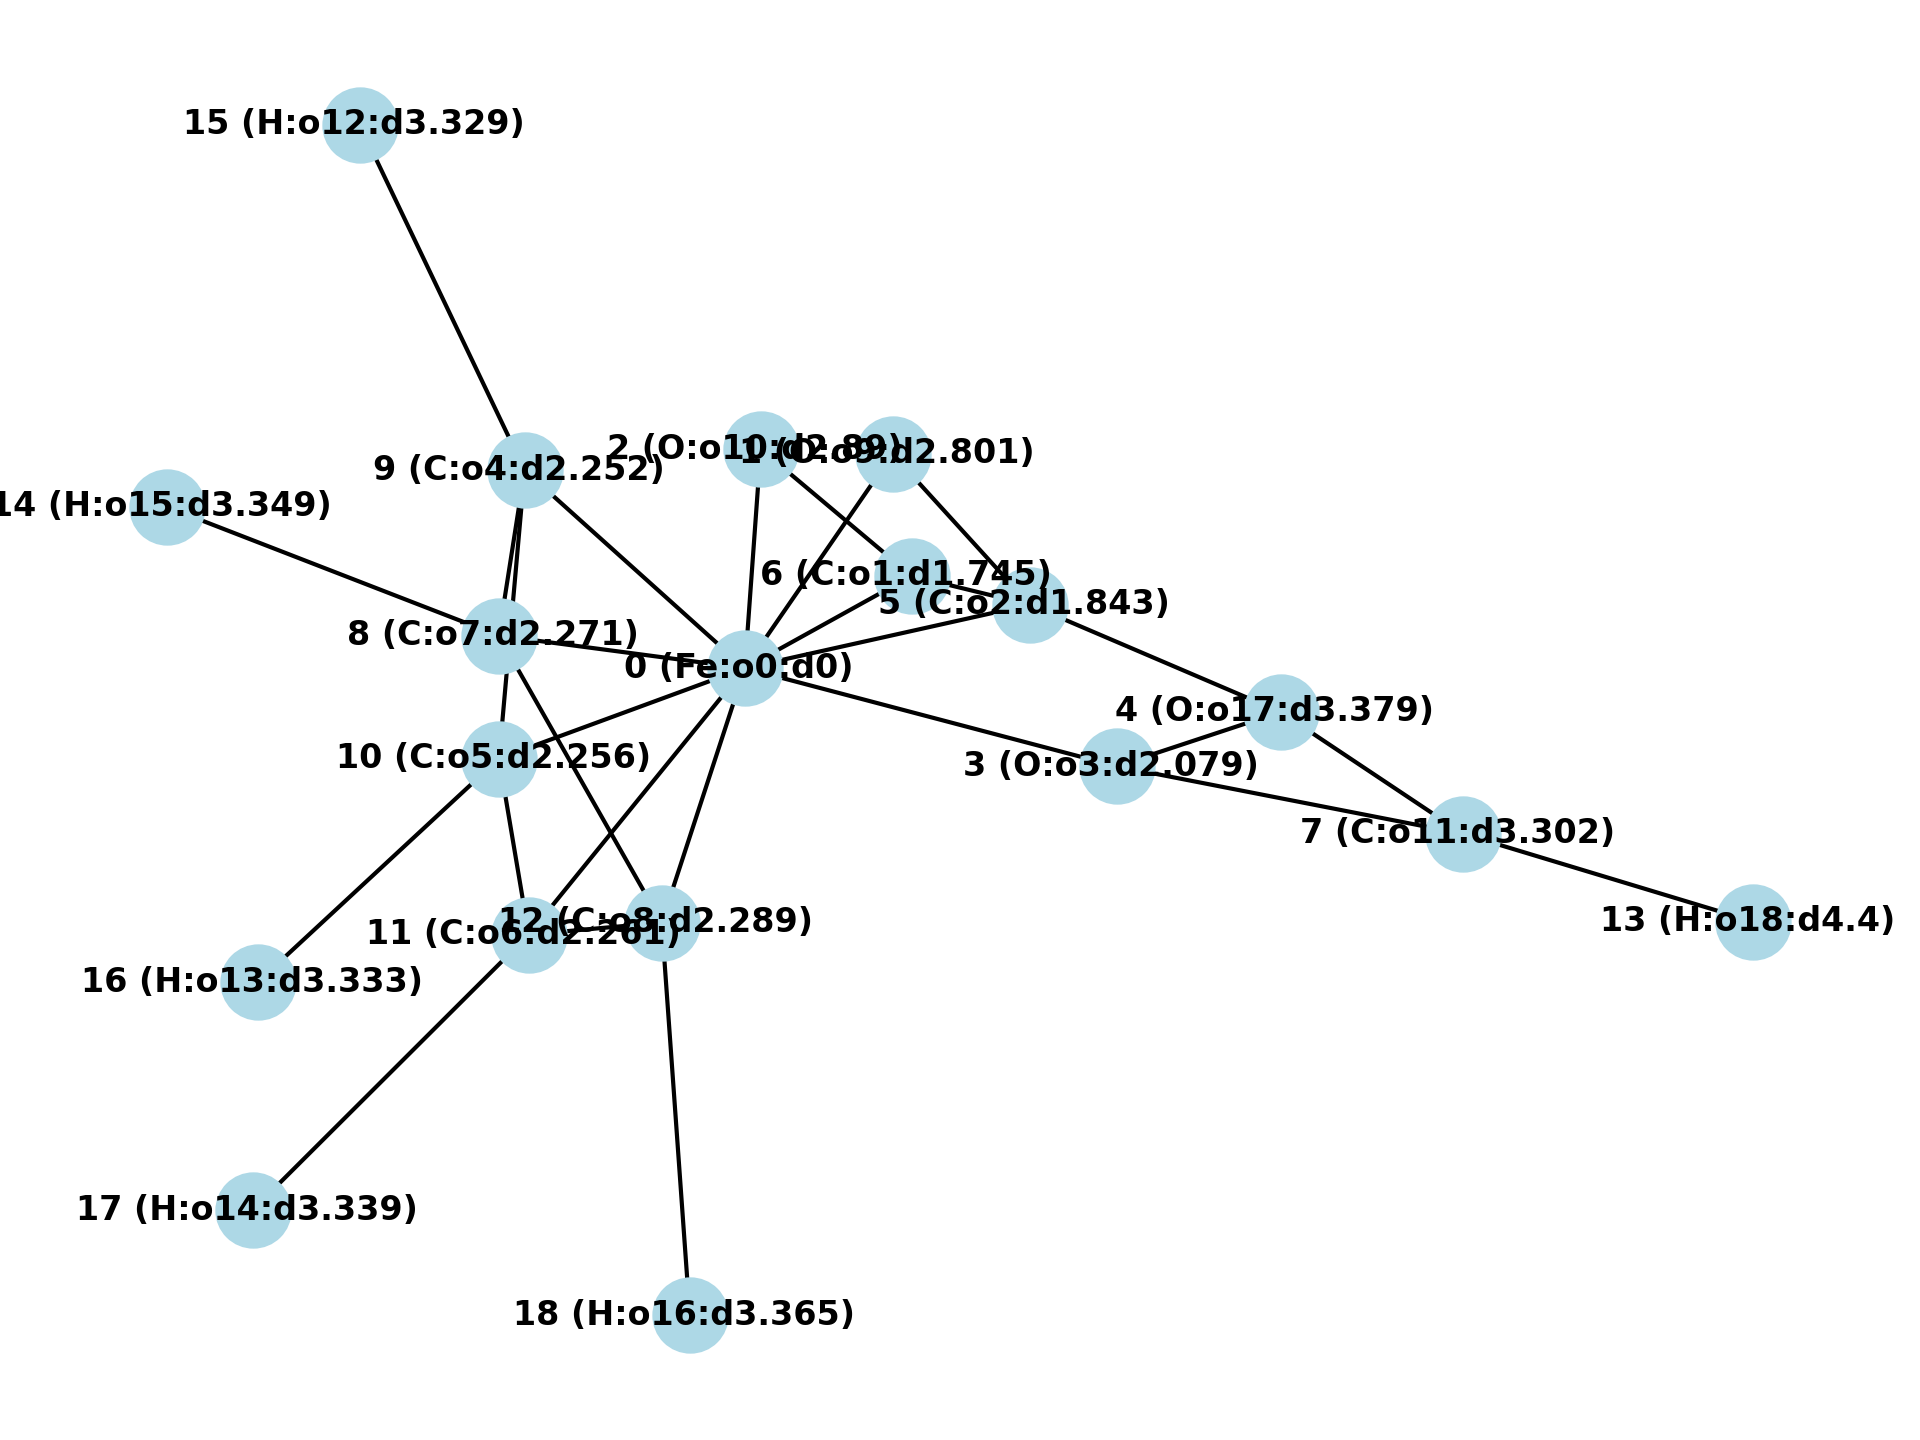 15 (H:o12:d3.329)
2 (O:o10:d2.89)
1 (O:o9:d2.801)
9 (C:o4:d2.252)
14 (H:o15:d3.349)
6 (C:o1:d1.745)
5 (C:o2:d1.843)
8 (C:o7:d2.271)
0 (Fe:o0:d0)
4 (O:o17:d3.379)
10 (C:o5:d2.256)
3 (O:o3:d2.079)
7 (C:o11:d3.302)
12 (C:o8:d2.289)
11 (C:o6:d2.261)
13 (H:o18:d4.4)
16 (H:o13:d3.333)
17 (H:o14:d3.339)
18 (H:o16:d3.365)